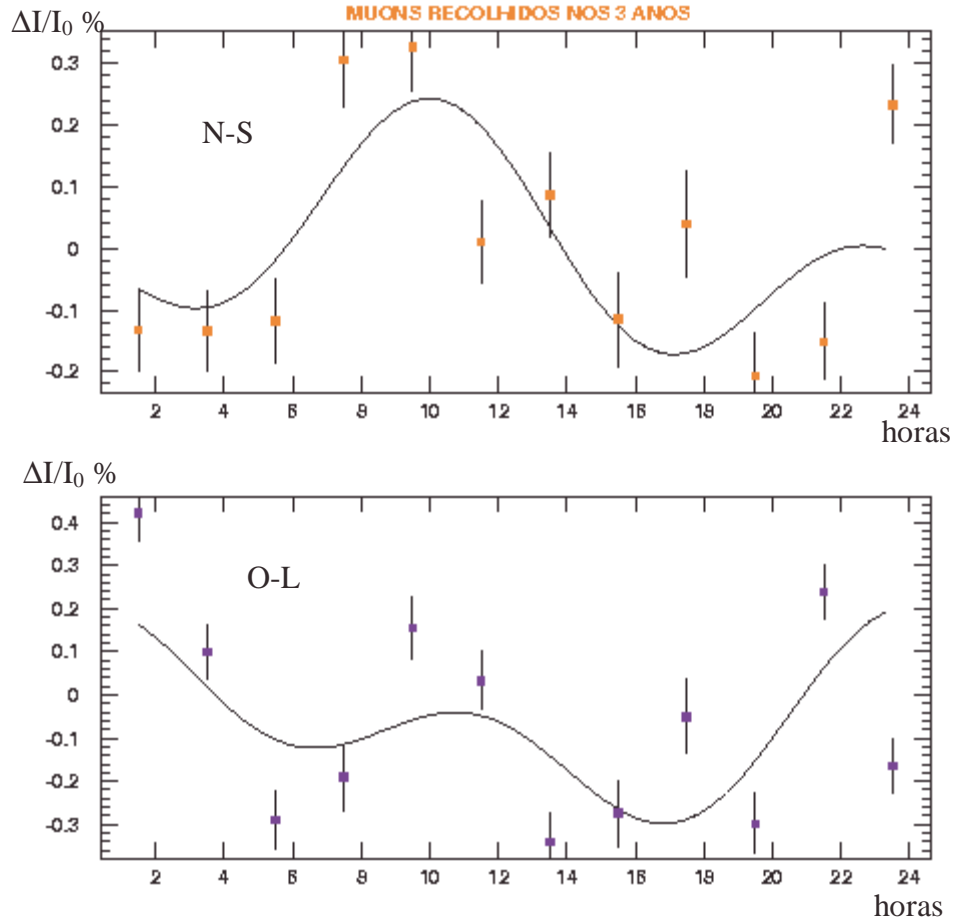 MUONS RECOLHIDOS NOS 3 ANOS
ΔI/I₀ %
N-S
0.3
0.2
0.1
0
-0.1
-0.2
2 4 6 8 10 12 14 16 18 20 22 24
horas
ΔI/I₀ %
O-L
0.4
0.3
0.2
0.1
0
-0.1
-0.2
-0.3
2 4 6 8 10 12 14 16 18 20 22 24
horas